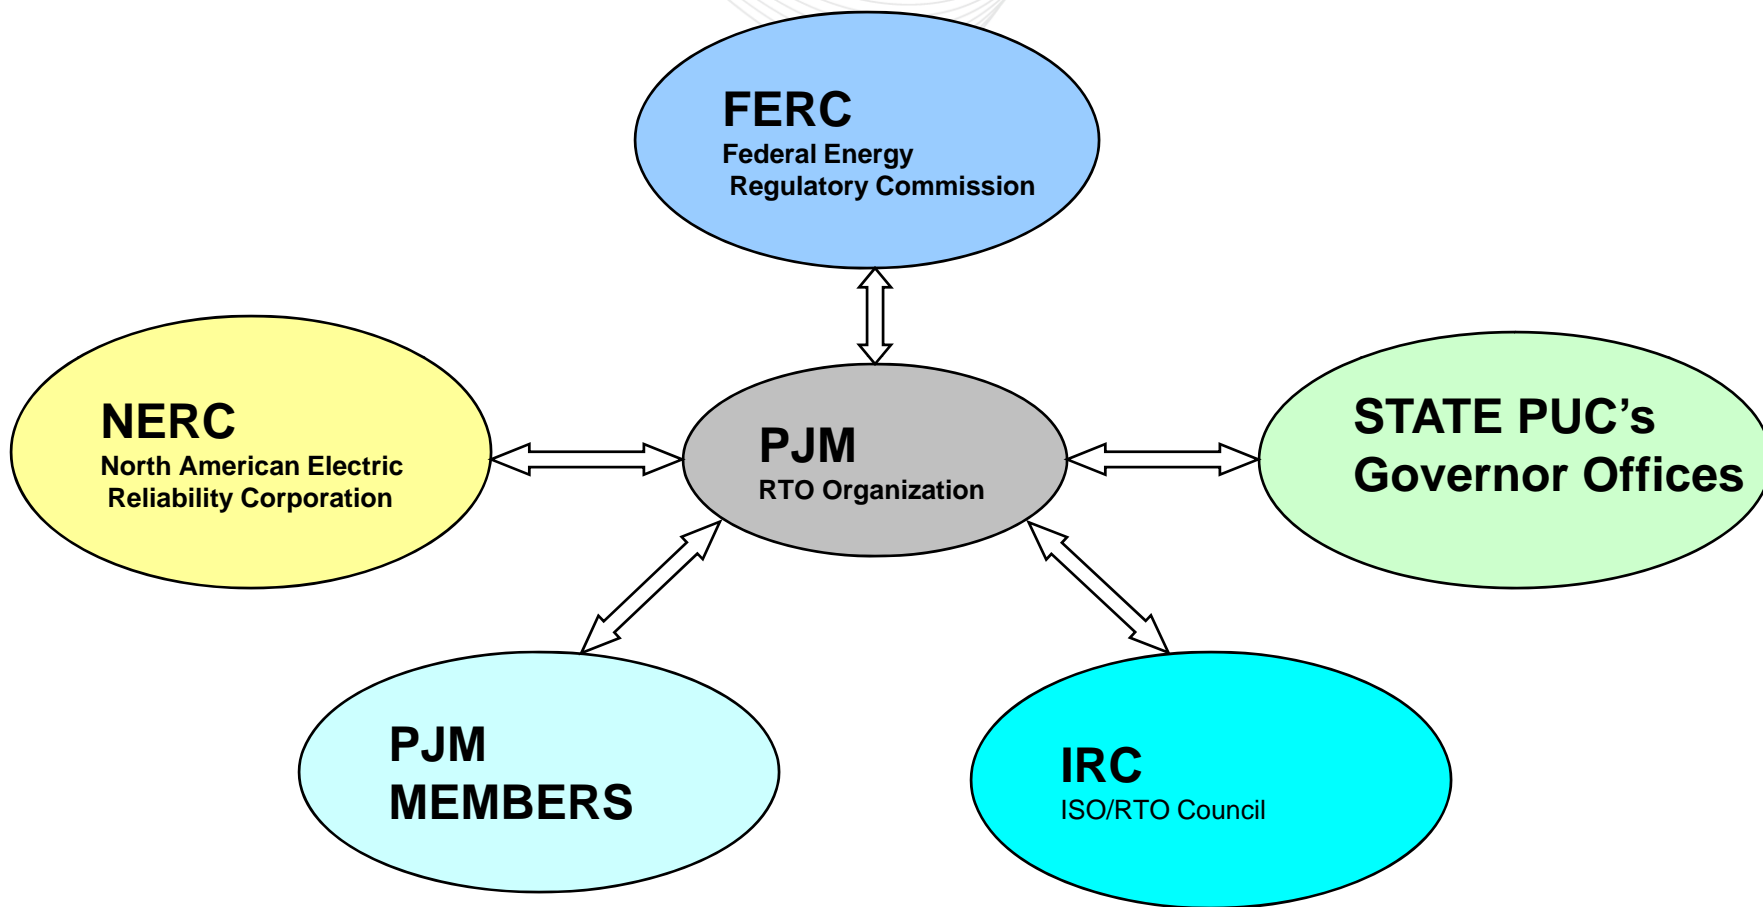 FERC
Federal Energy
Regulatory Commission
NERC
North American Electric
Reliability Corporation
PJM
RTO Organization
STATE PUC’s
Governor Offices
PJM
MEMBERS
IRC
ISO/RTO Council